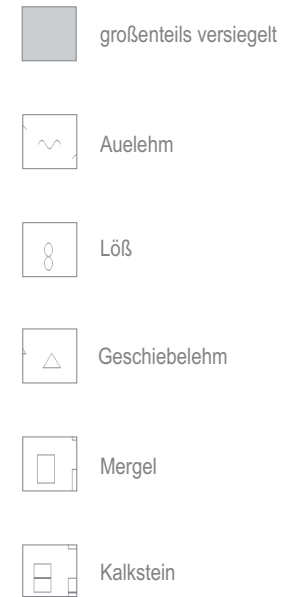 großenteils versiegelt
Auelehm
Löß
Geschiebelehm
Mergel
Kalkstein